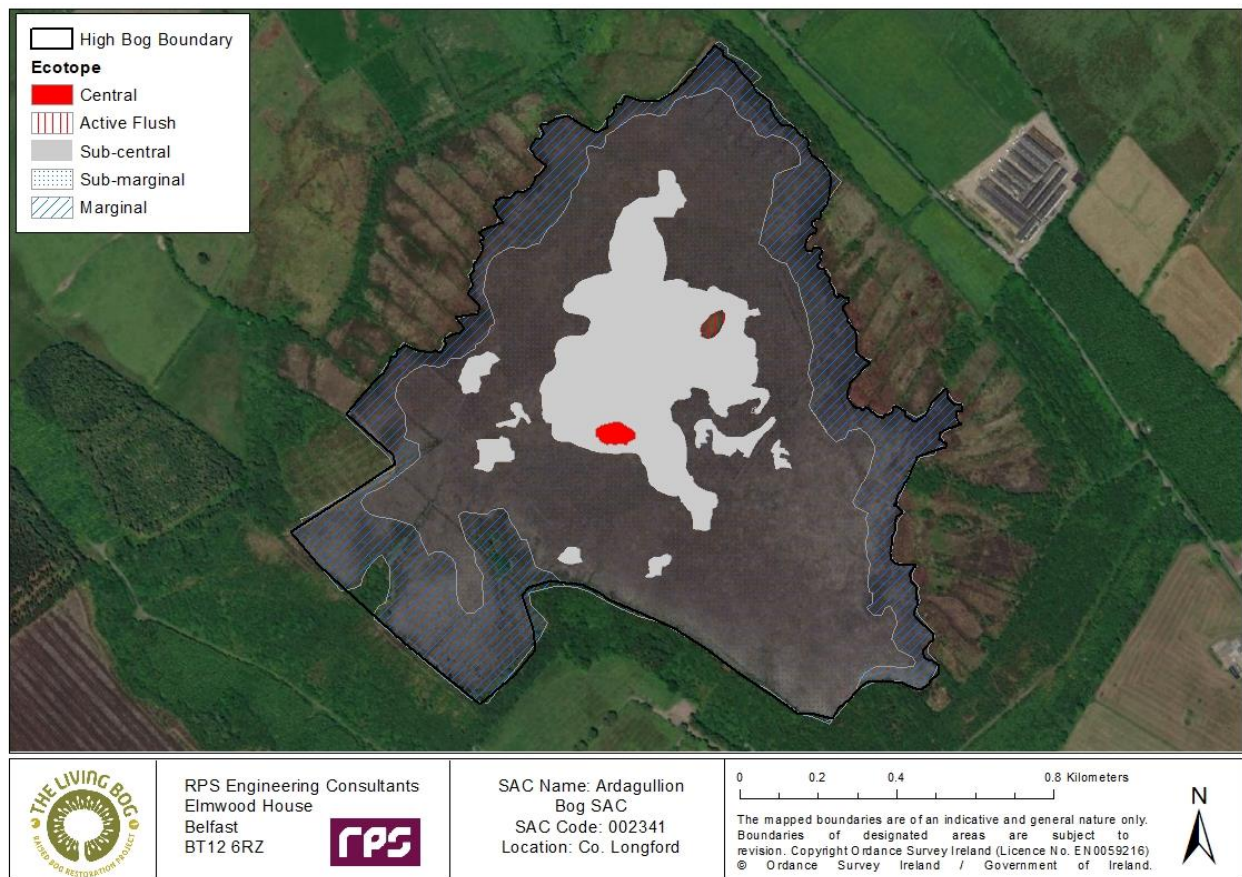 High Bog Boundary
Ecotope
Central
Active Flush
Sub-central
Sub-marginal
Marginal
THE LIVING BOG
RAISED BOG RESTORATION PROJECT
RPS Engineering Consultants
Elmwood House
Belfast
BT12 6RZ
rps
SAC Name: Ardagullion
Bog SAC
SAC Code: 002341
Location: Co. Longford
0 0.2 0.4 0.8 Kilometers
The mapped boundaries are of an indicative and general nature only.
Boundaries of designated areas are subject to
revision. Copyright Ordance Survey Ireland (Licence No. EN0059216)
© Ordance Survey Ireland / Government of Ireland.
N